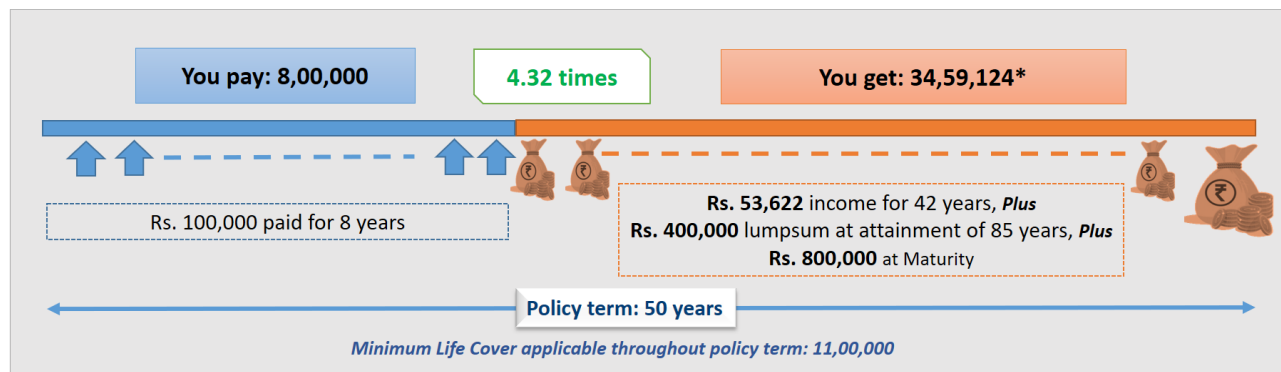 You pay: 8,00,000
4.32 times
You get: 34,59,124*
Rs. 100,000 paid for 8 years
Rs. 53,622 income for 42 years, Plus
Rs. 400,000 lumpsum at attainment of 85 years, Plus
Rs. 800,000 at Maturity
Policy term: 50 years
Minimum Life Cover applicable throughout policy term: 11,00,000